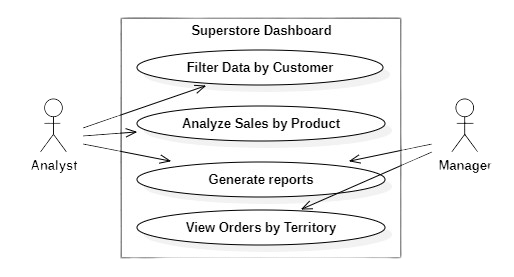 Superstore Dashboard
Filter Data by Customer
Analyze Sales by Product
Analyst
Manager
Generate reports
View Orders by Territory